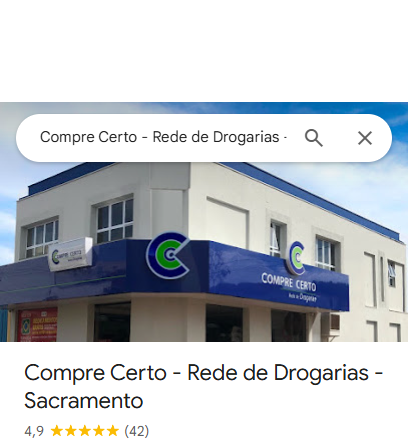 Compre Certo - Rede de Drogarias -
COMPRE CERTO
COMPRE CERTO
Rede de Drogarias
Compre Certo - Rede de Drogarias -
Sacramento
4,9 ★★★★★ (42)